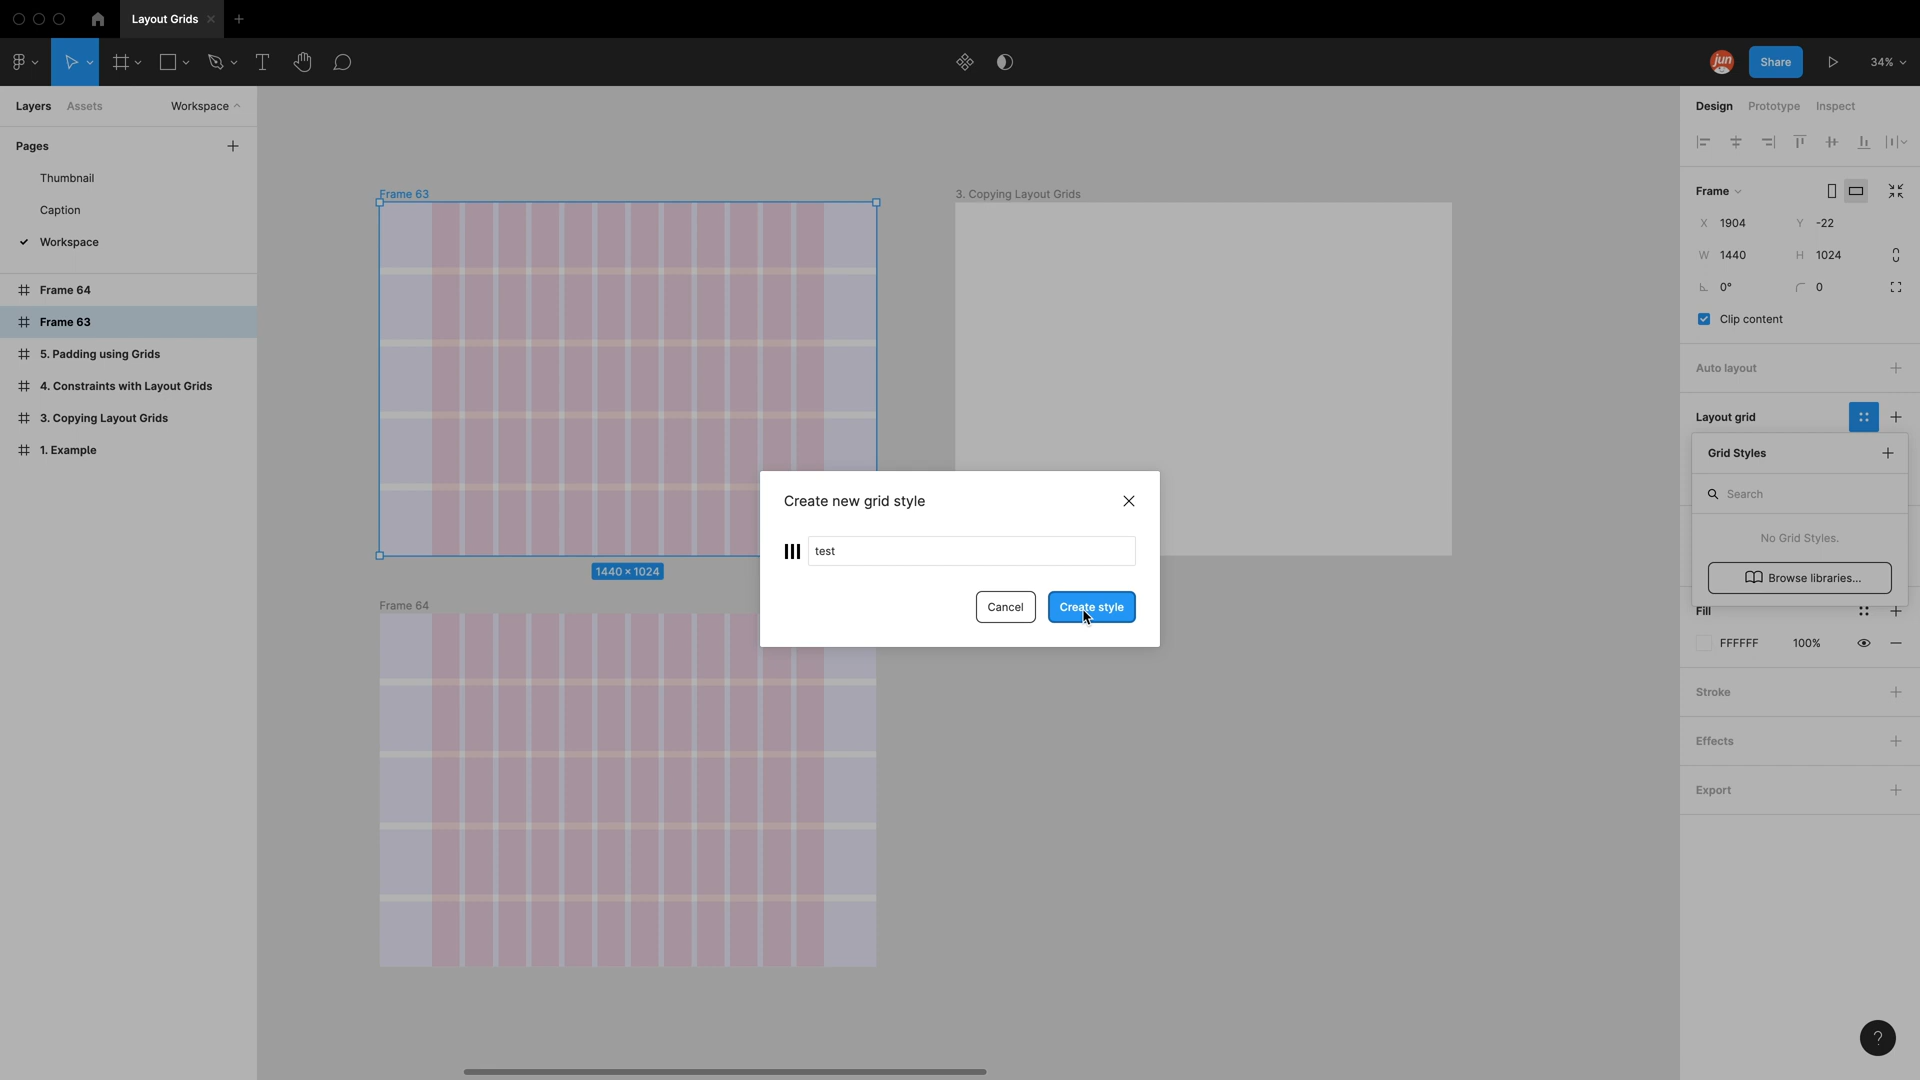 Layout Grids
jun
Share
34%
Layers
Assets
Workspace
Pages
Thumbnail
Caption
Workspace
Frame 64
Frame 63
5. Padding using Grids
4. Constraints with Layout Grids
3. Copying Layout Grids
1. Example
Frame 63
1440 × 1024
3. Copying Layout Grids
Frame 64
Create new grid style
test
Cancel
Create style
Design
Prototype
Inspect
Frame
X 1904 Y -22
W 1440 H 1024
0° 0
Clip content
Auto layout
Layout grid
Grid Styles
Search
No Grid Styles.
Browse libraries...
Fill
FFFFFF 100%
Stroke
Effects
Export
?